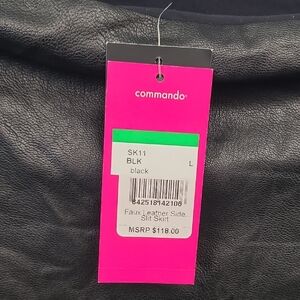 commando
SK11
BLK
L
black
842518142108
Faux Leather Side
Slit Skirt
MSRP $118.00